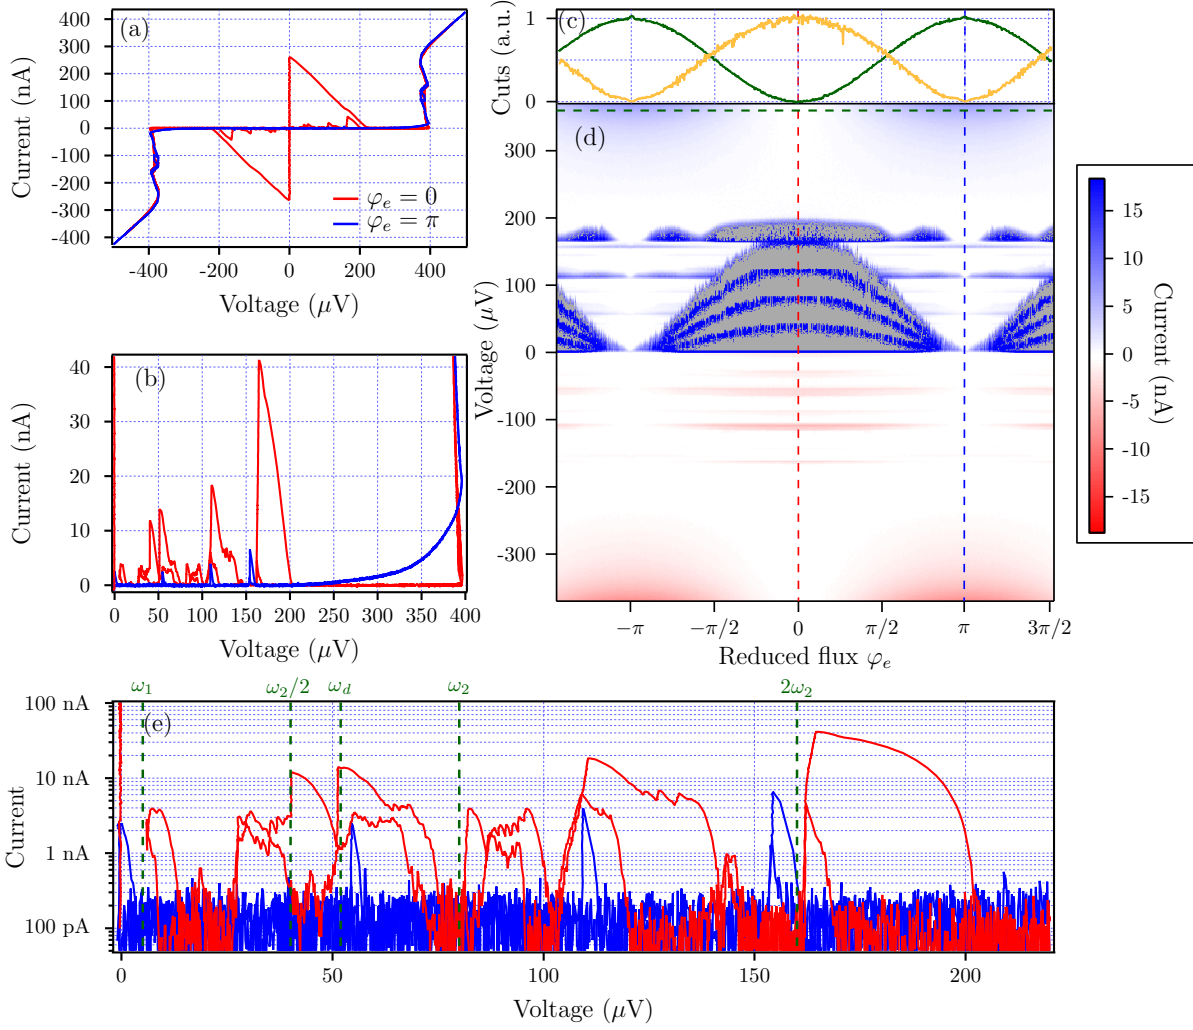 (a)
Current (nA)
400
300
200
100
0
-100
-200
-300
-400
φe = 0
φe = π
-400 -200 0 200 400
Voltage (μV)
(b)
Current (nA)
40
30
20
10
0
0 50 100 150 200 250 300 350 400
Voltage (μV)
(c)
Cuts (a.u.)
1
0
(d)
Voltage (μV)
300
200
100
0
-100
-200
-300
−π −π/2 0 π/2 π 3π/2
Reduced flux φe
15
10
5
0
-5
-10
-15
Current (nA)
ω1 ω2/2 ωd ω2 2ω2
(e)
Current
100 nA
10 nA
1 nA
100 pA
0 50 100 150 200
Voltage (μV)